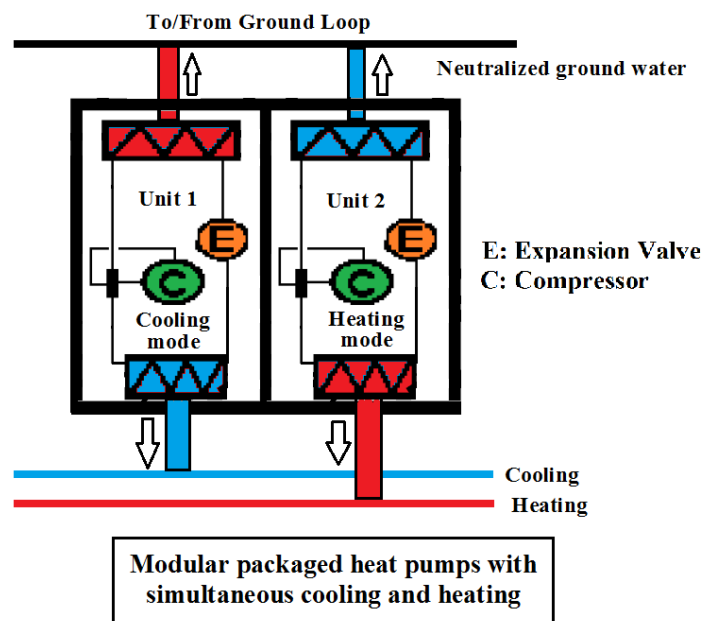 To/From Ground Loop
Neutralized ground water
Unit 1
Unit 2
E
E
E: Expansion Valve
C: Compressor
C
C
Cooling
mode
Heating
mode
Cooling
Heating
Modular packaged heat pumps with
simultaneous cooling and heating